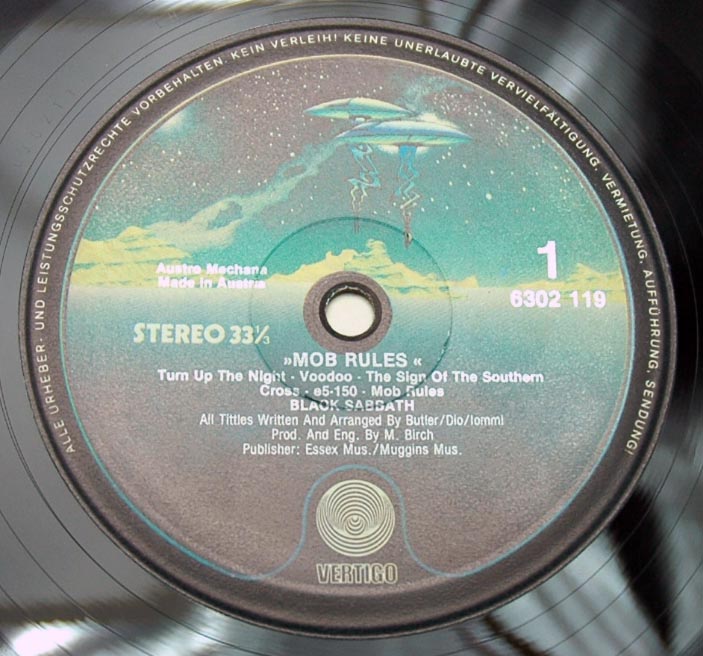 ALLE URHEBER- UND LEISTUNGSSCHUTZRECHTE VORBEHALTEN. KEIN VERLEIH! KEINE UNERLAUBTE VERVIELFÄLTIGUNG, VERMIETUNG, AUFFÜHRUNG, SENDUNG!
Austro Mechana
Made in Austria
1
6302 119
STEREO 33⅓
»MOB RULES«
Turn Up The Night - Voodoo - The Sign Of The Southern
Cross - e5-150 - Mob Rules
BLACK SABBATH
All Tittles Written And Arranged By Butler/Dio/Iommi
Prod. And Eng. By M. Birch
Publisher: Essex Mus./Muggins Mus.
VERTIGO